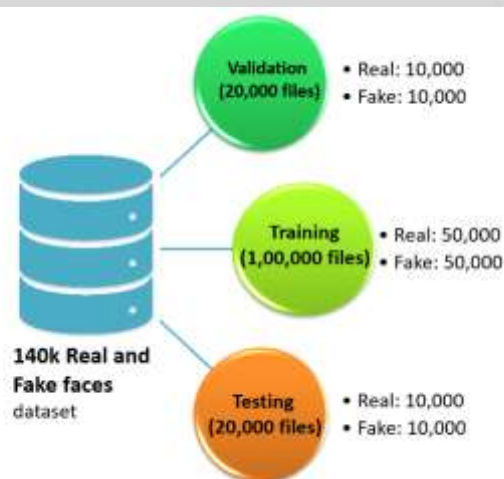 Validation
(20,000 files)
• Real: 10,000
• Fake: 10,000
Training
(1,00,000 files)
• Real: 50,000
• Fake: 50,000
140k Real and
Fake faces
dataset
Testing
(20,000 files)
• Real: 10,000
• Fake: 10,000